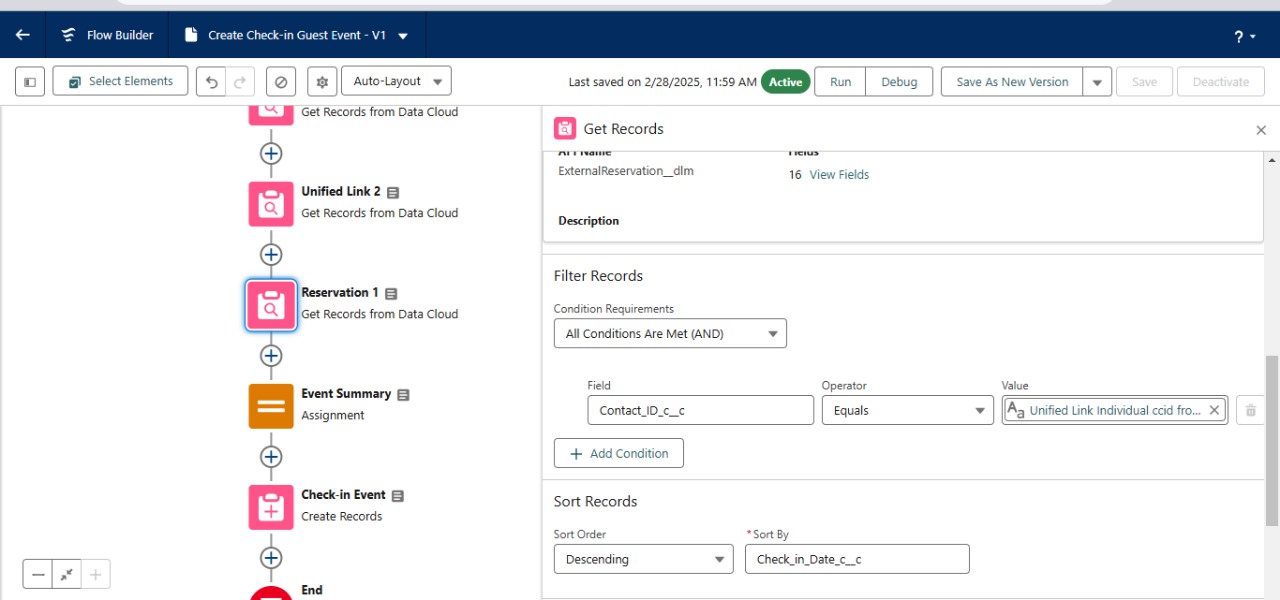 Flow Builder
Create Check-in Guest Event - V1
?
Select Elements
Auto-Layout
Last saved on 2/28/2025, 11:59 AM
Active
Run
Debug
Save As New Version
Save
Deactivate
Get Records from Data Cloud
Unified Link 2
Get Records from Data Cloud
Reservation 1
Get Records from Data Cloud
Event Summary
Assignment
Check-in Event
Create Records
End
Get Records
API Name
Fields
ExternalReservation__dlm
16 View Fields
Description
Filter Records
Condition Requirements
All Conditions Are Met (AND)
Field
Operator
Value
Contact_ID_c__c
Equals
Aa Unified Link Individual ccid fro...
+ Add Condition
Sort Records
Sort Order
*Sort By
Descending
Check_in_Date_c__c